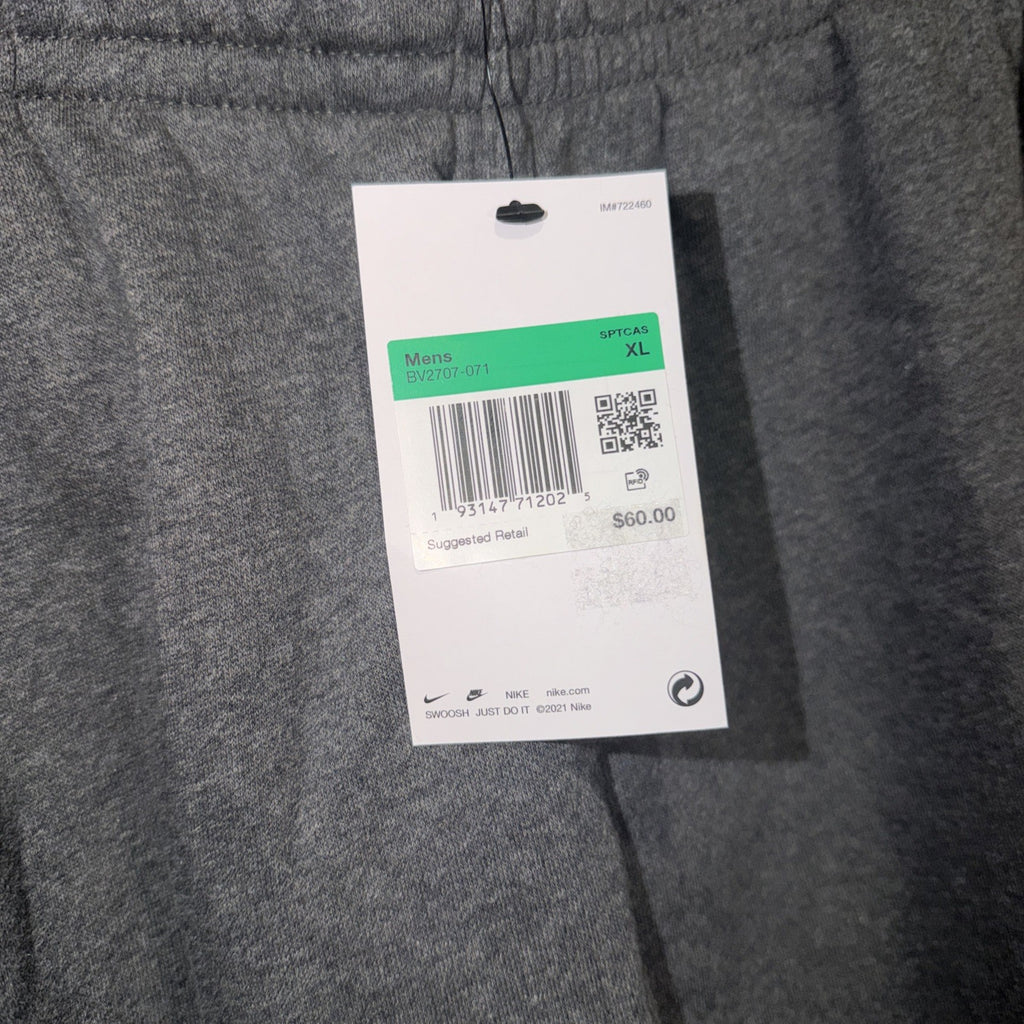 IM#722460
SPTCAS
Mens XL
BV2707-071
1 93147 71202 5
RFID
Suggested Retail $60.00
NIKE nike.com
SWOOSH JUST DO IT ©2021 Nike